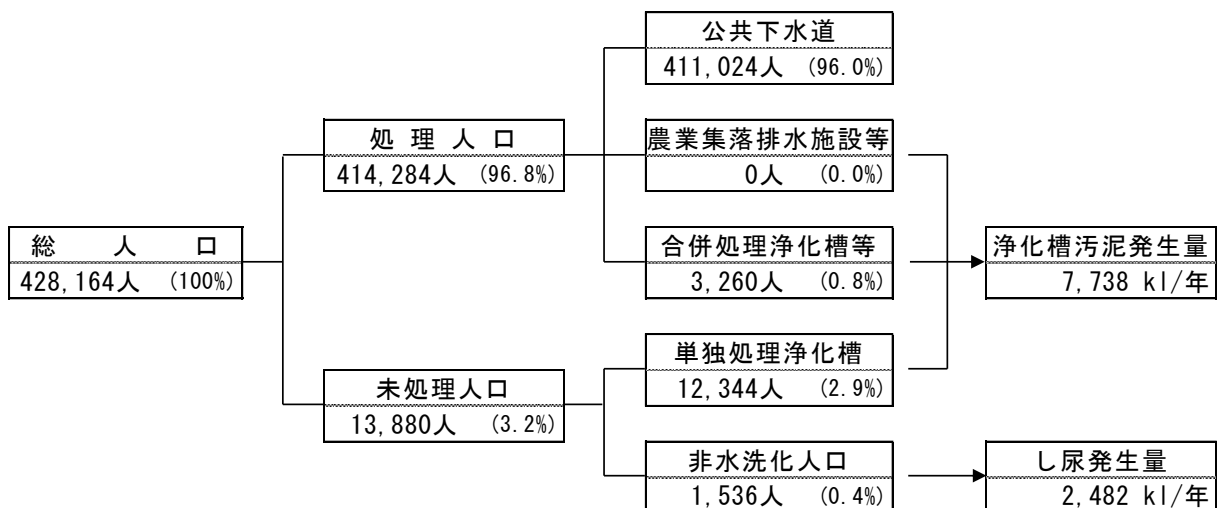 公共下水道
411,024人 (96.0%)
処理人口
414,284人 (96.8%)
農業集落排水施設等
0人 (0.0%)
総人口
428,164人 (100%)
合併処理浄化槽等
3,260人 (0.8%)
浄化槽汚泥発生量
7,738 kl/年
単独処理浄化槽
12,344人 (2.9%)
未処理人口
13,880人 (3.2%)
非水洗化人口
1,536人 (0.4%)
し尿発生量
2,482 kl/年